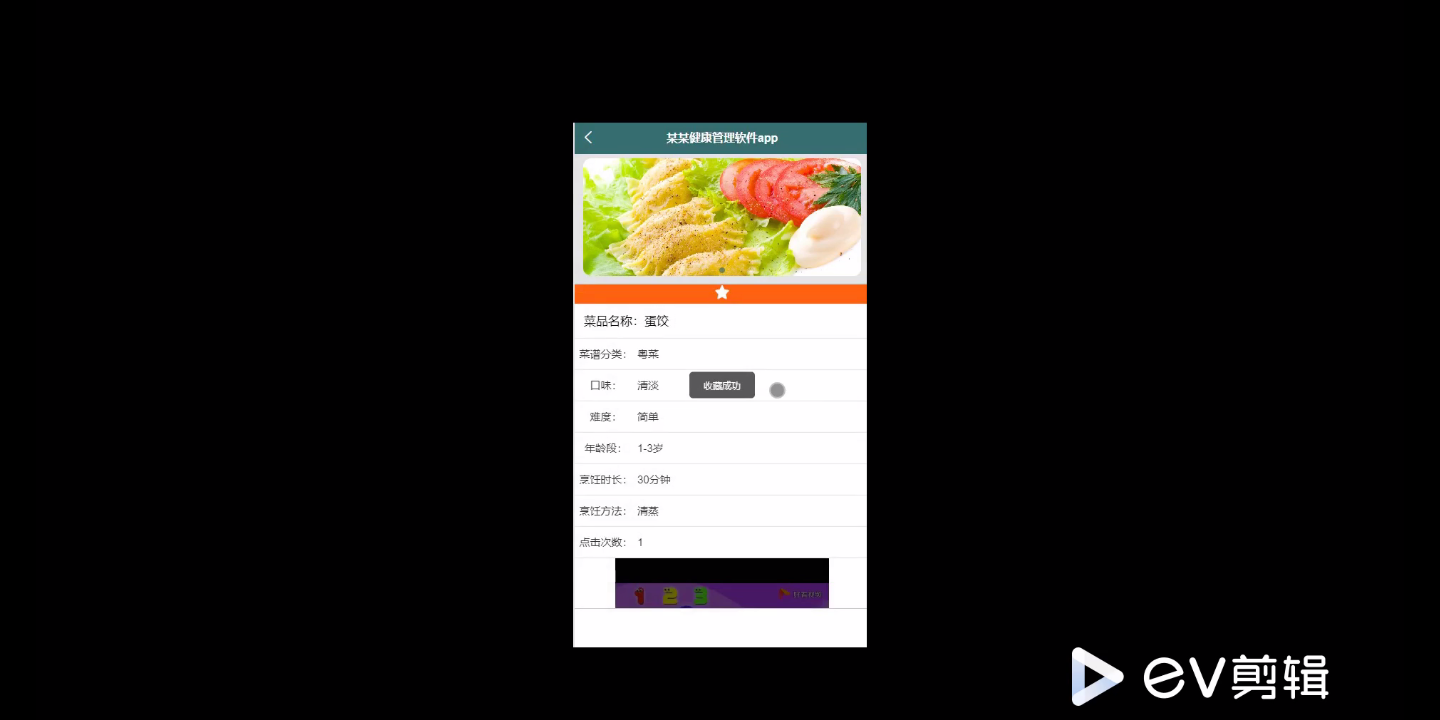 某某健康管理软件app
菜品名称：蛋饺
菜谱分类： 粤菜
口味： 清淡
收藏成功
难度： 简单
年龄段： 1-3岁
烹饪时长： 30分钟
烹饪方法： 清蒸
点击次数： 1
1 2 3
ev剪辑